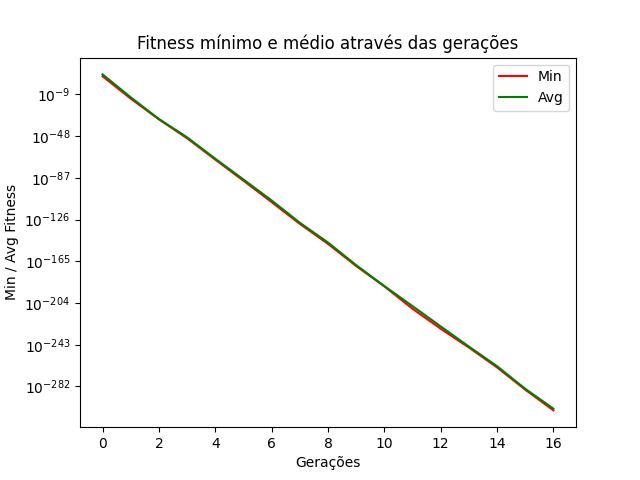 Fitness mínimo e médio através das gerações
Min
Avg
Min / Avg Fitness
10⁻⁹
10⁻⁴⁸
10⁻⁸⁷
10⁻¹²⁶
10⁻¹⁶⁵
10⁻²⁰⁴
10⁻²⁴³
10⁻²⁸²
0 2 4 6 8 10 12 14 16
Gerações